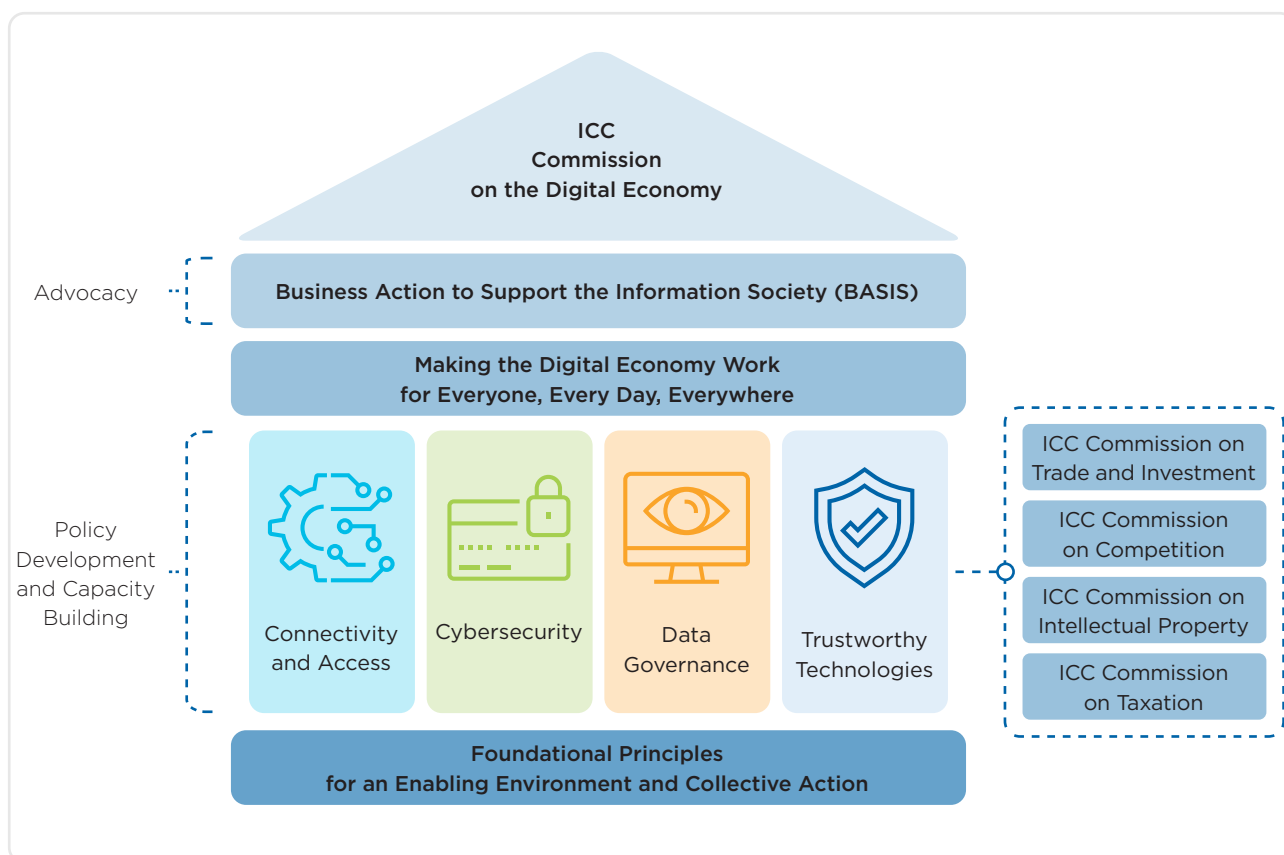 ICC
Commission
on the Digital Economy
Advocacy
Business Action to Support the Information Society (BASIS)
Making the Digital Economy Work
for Everyone, Every Day, Everywhere
Policy
Development
and Capacity
Building
Connectivity
and Access
Cybersecurity
Data
Governance
Trustworthy
Technologies
ICC Commission on
Trade and Investment
ICC Commission
on Competition
ICC Commission on
Intellectual Property
ICC Commission
on Taxation
Foundational Principles
for an Enabling Environment and Collective Action